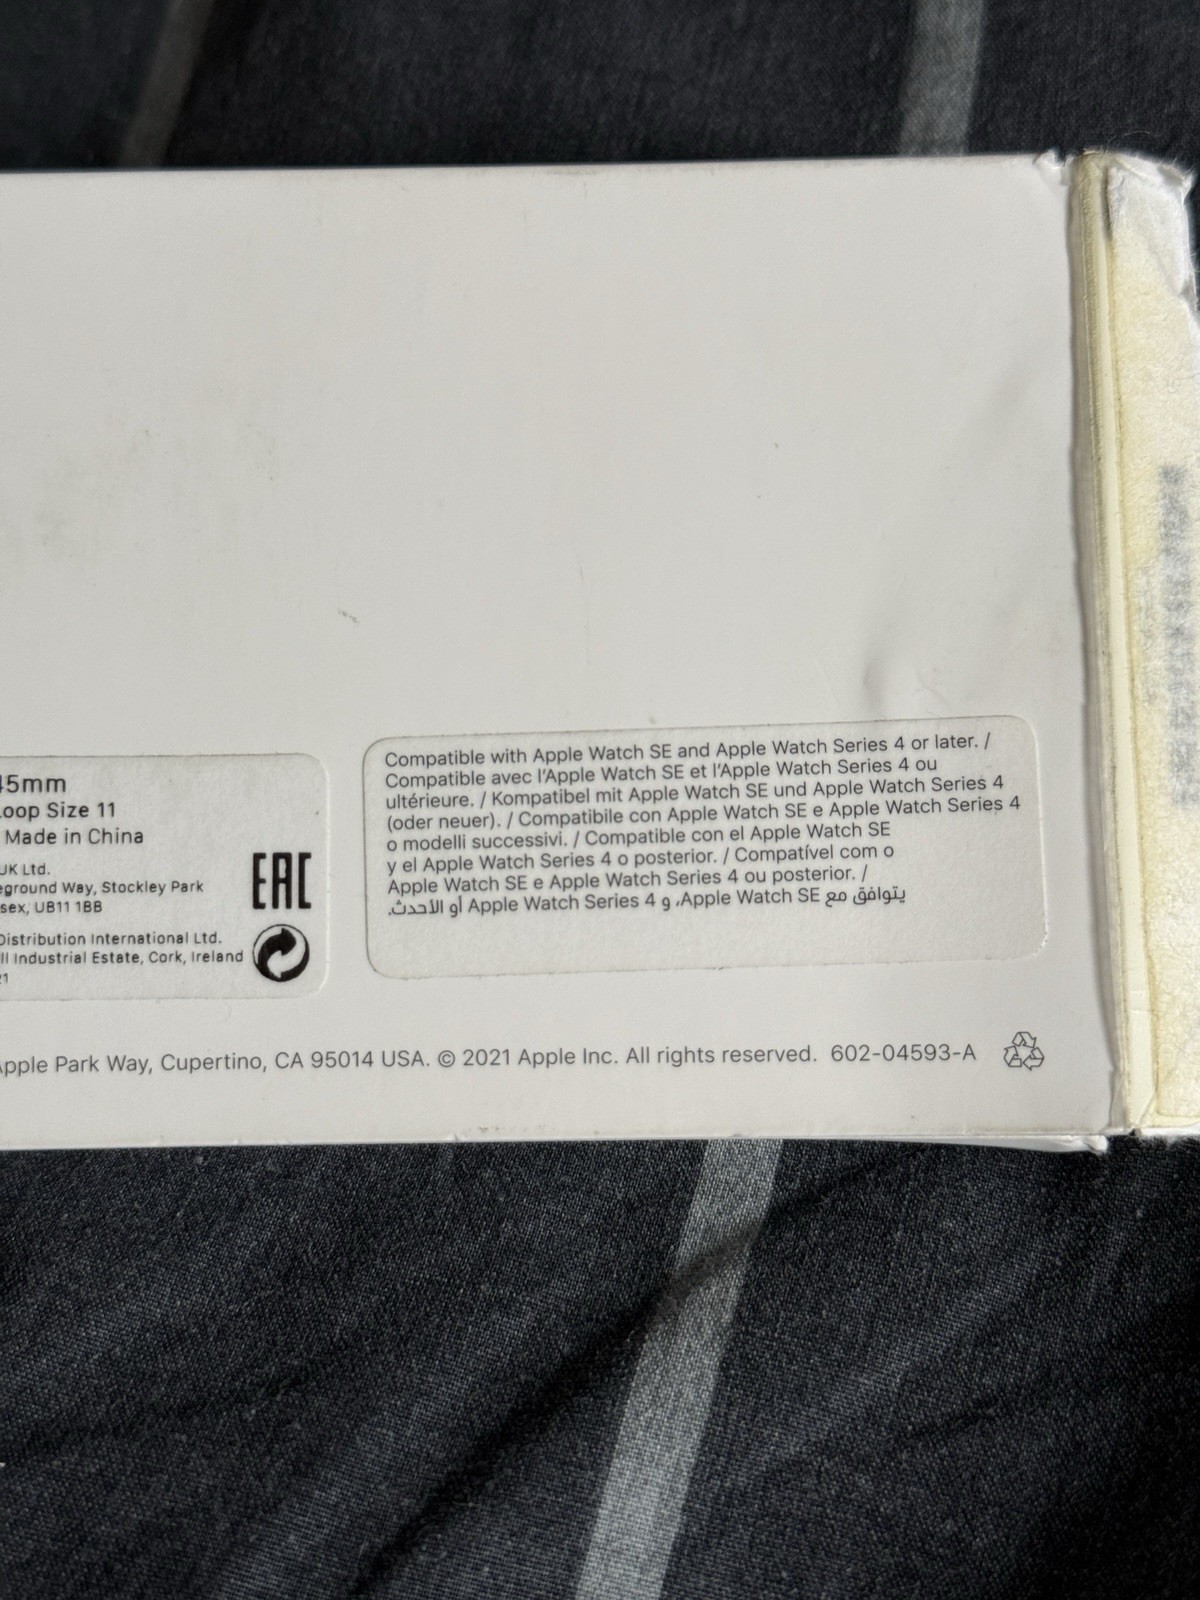 45mm
Loop Size 11
Made in China
UK Ltd.
Way, Stockley Park
UB11 1BB
Distribution International Ltd.
Industrial Estate, Cork, Ireland
EAC
Compatible with Apple Watch SE and Apple Watch Series 4 or later. /
Compatible avec l'Apple Watch SE et l'Apple Watch Series 4 ou
ultérieure. / Kompatibel mit Apple Watch SE und Apple Watch Series 4
(oder neuer). / Compatibile con Apple Watch SE e Apple Watch Series 4
o modelli successivi. / Compatible con el Apple Watch SE
y el Apple Watch Series 4 o posterior. / Compatível com o
Apple Watch SE e Apple Watch Series 4 ou posterior. /
يتوافق مع Apple Watch SE، و Apple Watch Series 4 أو الأحدث.
Apple Park Way, Cupertino, CA 95014 USA. © 2021 Apple Inc. All rights reserved. 602-04593-A